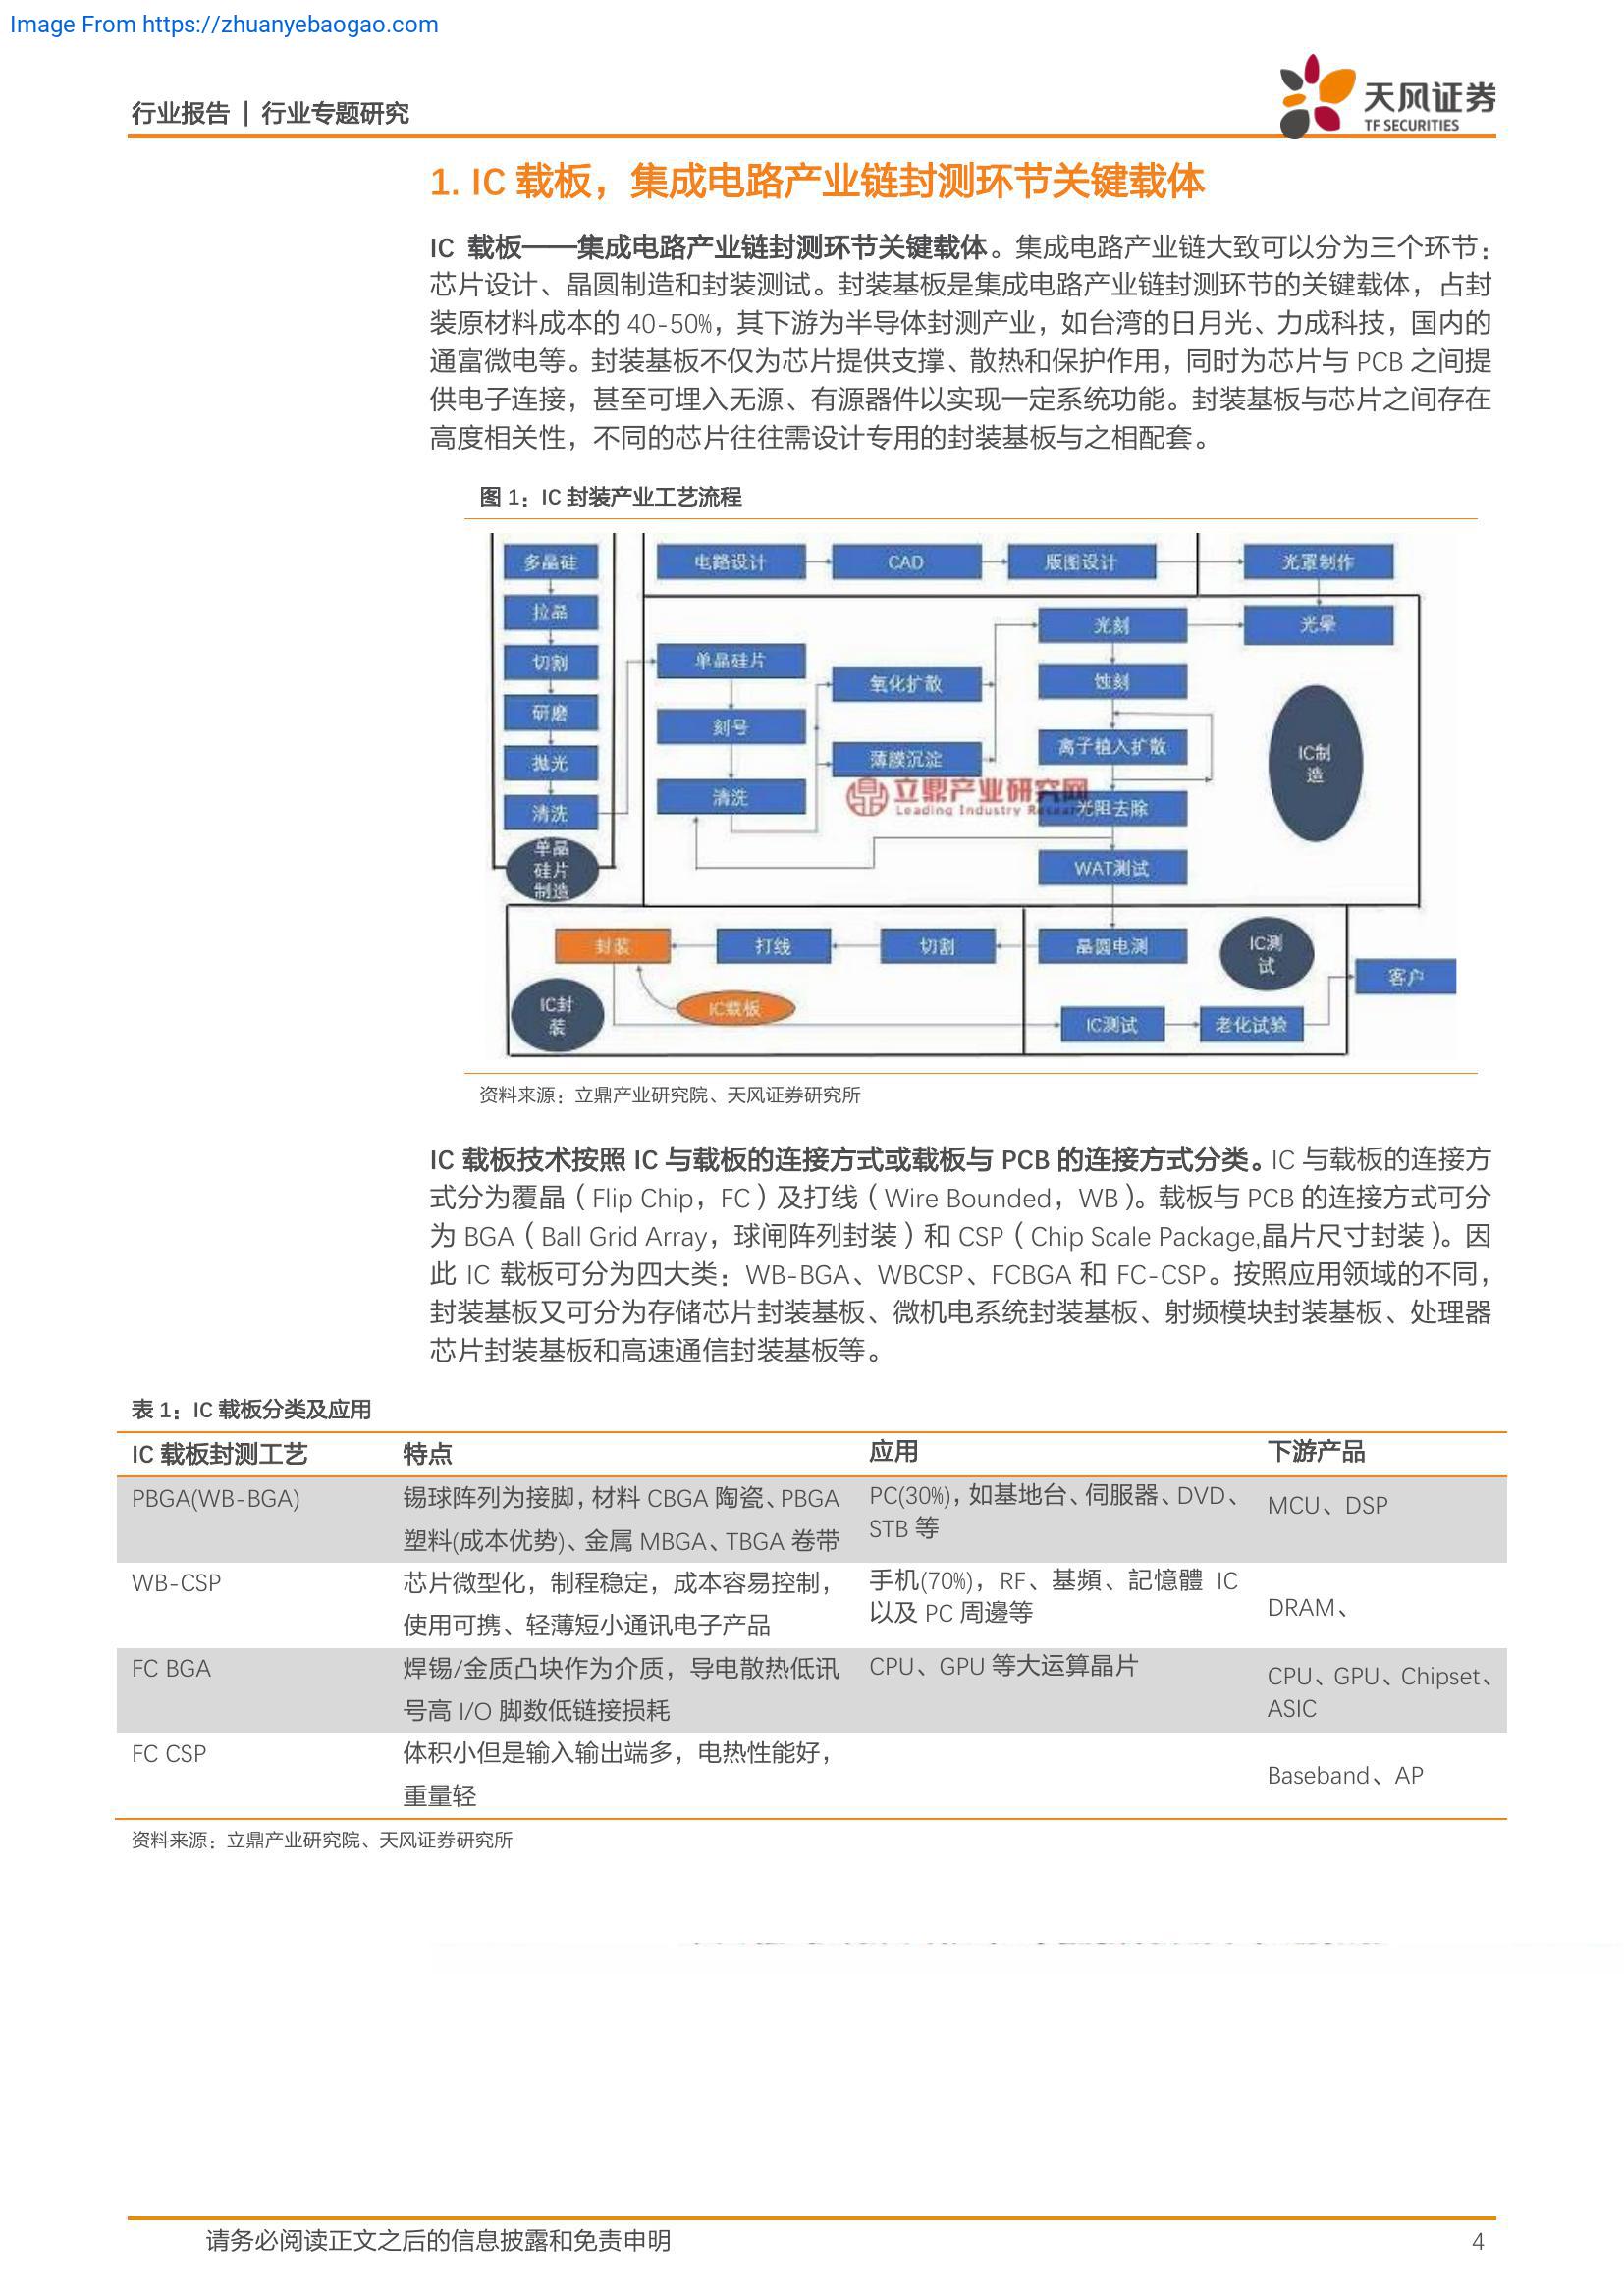 Image From https://zhuanyebaogao.com
行业报告 | 行业专题研究
天风证券
TF SECURITIES
1. IC 载板，集成电路产业链封测环节关键载体
IC 载板——集成电路产业链封测环节关键载体。集成电路产业链大致可以分为三个环节：
芯片设计、晶圆制造和封装测试。封装基板是集成电路产业链封测环节的关键载体，占封
装原材料成本的 40-50%，其下游为半导体封测产业，如台湾的日月光、力成科技，国内的
通富微电等。封装基板不仅为芯片提供支撑、散热和保护作用，同时为芯片与 PCB 之间提
供电子连接，甚至可埋入无源、有源器件以实现一定系统功能。封装基板与芯片之间存在
高度相关性，不同的芯片往往需设计专用的封装基板与之相配套。
图 1：IC 封装产业工艺流程
多晶硅
拉晶
切割
研磨
抛光
清洗
单晶
硅片
制造
电路设计
CAD
版图设计
光罩制作
光晕
单晶硅片
刻号
清洗
氧化扩散
薄膜沉淀
光刻
蚀刻
离子植入扩散
光阻去除
WAT测试
IC制
造
立鼎产业研究网
Leading Industry Resear
封装
打线
切割
晶圆电测
IC测
试
客户
IC封
装
IC载板
IC测试
老化试验
资料来源：立鼎产业研究院、天风证券研究所
IC 载板技术按照 IC 与载板的连接方式或载板与 PCB 的连接方式分类。IC 与载板的连接方
式分为覆晶（Flip Chip，FC）及打线（Wire Bounded，WB）。载板与 PCB 的连接方式可分
为 BGA（Ball Grid Array，球闸阵列封装）和 CSP（Chip Scale Package,晶片尺寸封装）。因
此 IC 载板可分为四大类：WB-BGA、WBCSP、FCBGA 和 FC-CSP。按照应用领域的不同，
封装基板又可分为存储芯片封装基板、微机电系统封装基板、射频模块封装基板、处理器
芯片封装基板和高速通信封装基板等。
表 1：IC 载板分类及应用
IC 载板封测工艺 特点 应用 下游产品
PBGA(WB-BGA) 锡球阵列为接脚，材料 CBGA 陶瓷、PBGA
塑料(成本优势)、金属 MBGA、TBGA 卷带
PC(30%)，如基地台、伺服器、DVD、
STB 等
MCU、DSP
WB-CSP 芯片微型化，制程稳定，成本容易控制，
使用可携、轻薄短小通讯电子产品
手机(70%)，RF、基頻、記憶體 IC
以及 PC 周邊等
DRAM、
FC BGA 焊锡/金质凸块作为介质，导电散热低讯
号高 I/O 脚数低链接损耗
CPU、GPU 等大运算晶片
CPU、GPU、Chipset、
ASIC
FC CSP 体积小但是输入输出端多，电热性能好，
重量轻
Baseband、AP
资料来源：立鼎产业研究院、天风证券研究所
请务必阅读正文之后的信息披露和免责申明 4